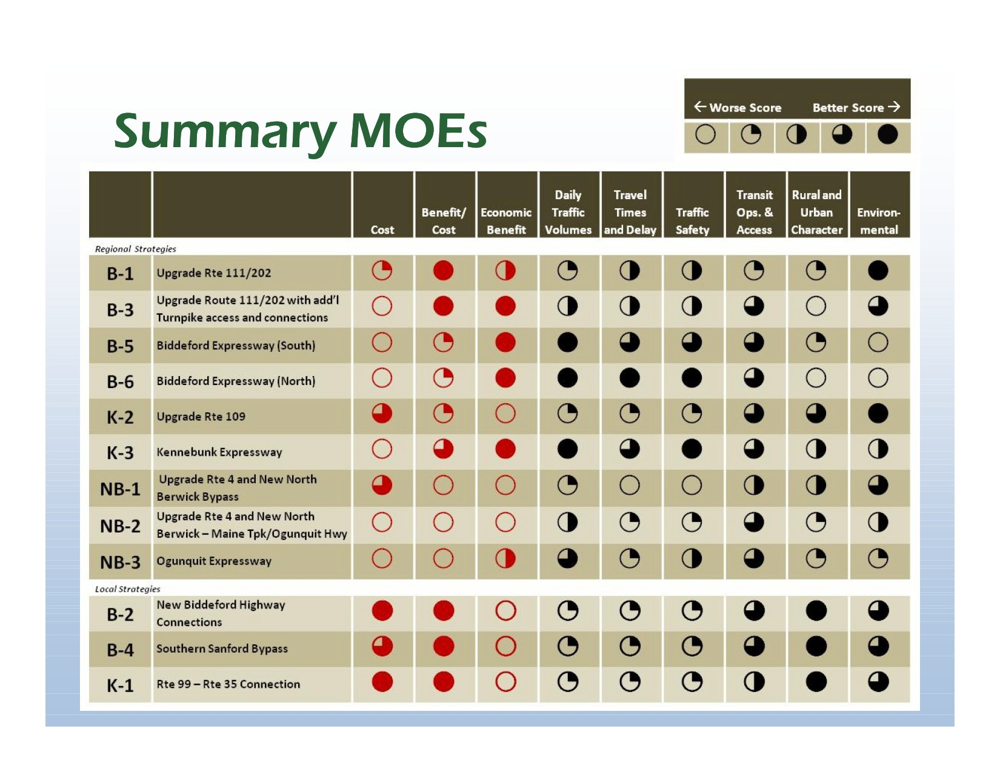 ← Worse Score Better Score →
Summary MOEs
Cost
Benefit/
Cost
Economic
Benefit
Daily
Traffic
Volumes
Travel
Times
and Delay
Traffic
Safety
Transit
Ops. &
Access
Rural and
Urban
Character
Environ-
mental
Regional Strategies
B-1 Upgrade Rte 111/202
B-3 Upgrade Route 111/202 with add’l
Turnpike access and connections
B-5 Biddeford Expressway (South)
B-6 Biddeford Expressway (North)
K-2 Upgrade Rte 109
K-3 Kennebunk Expressway
NB-1 Upgrade Rte 4 and New North
Berwick Bypass
NB-2 Upgrade Rte 4 and New North
Berwick – Maine Tpk/Ogunquit Hwy
NB-3 Ogunquit Expressway
Local Strategies
B-2 New Biddeford Highway
Connections
B-4 Southern Sanford Bypass
K-1 Rte 99 – Rte 35 Connection